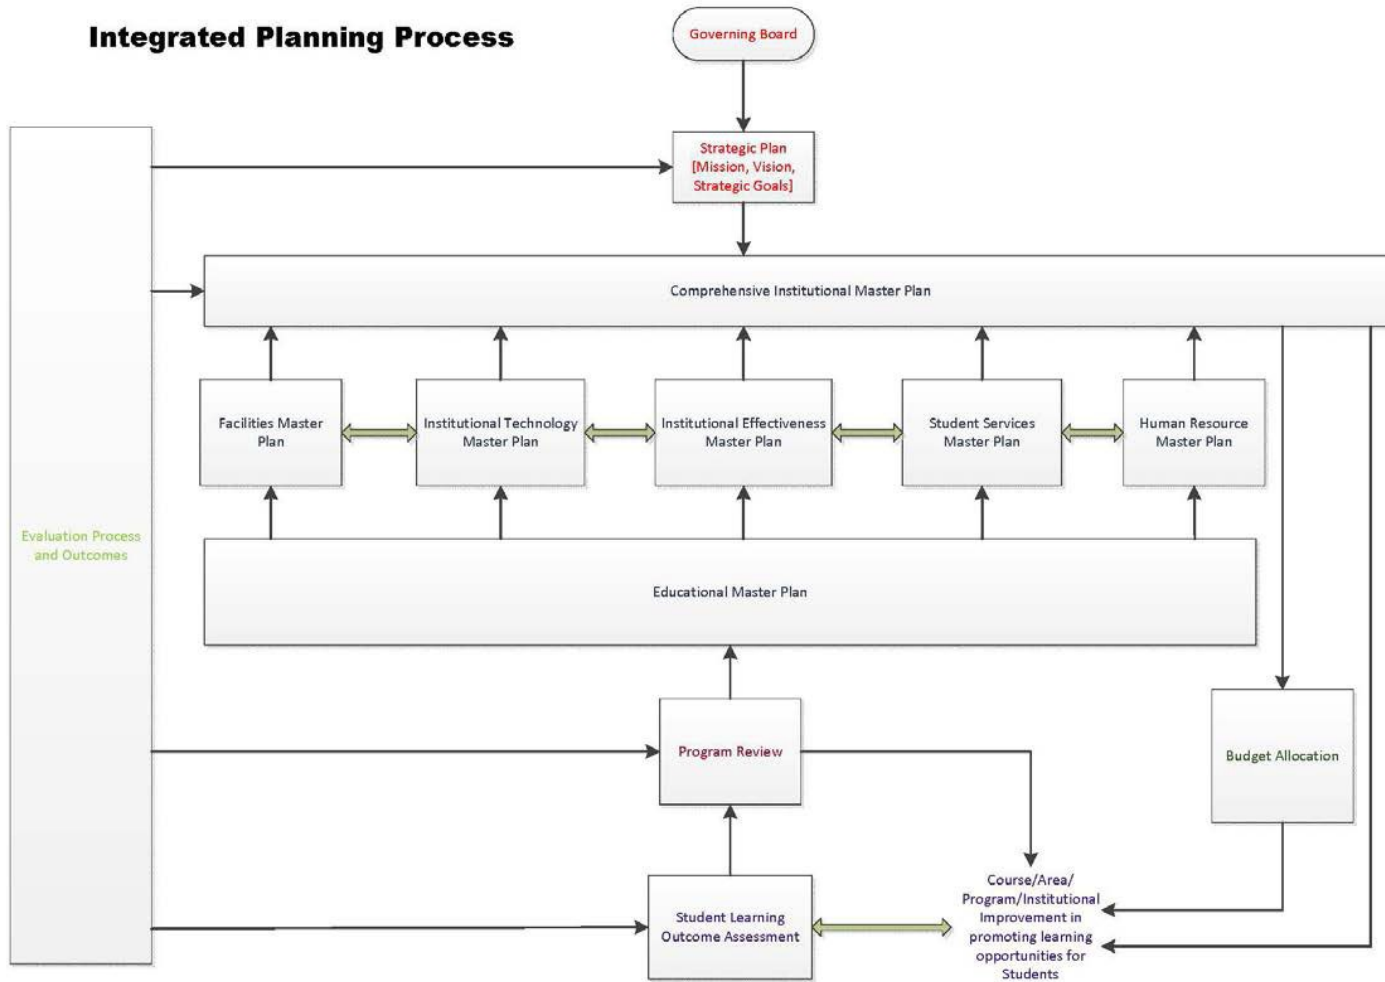 Integrated Planning Process
Governing Board
Strategic Plan
[Mission, Vision,
Strategic Goals]
Comprehensive Institutional Master Plan
Facilities Master
Plan
Institutional Technology
Master Plan
Institutional Effectiveness
Master Plan
Student Services
Master Plan
Human Resource
Master Plan
Evaluation Process
and Outcomes
Educational Master Plan
Program Review
Budget Allocation
Student Learning
Outcome Assessment
Course/Area/
Program/Institutional
Improvement in
promoting learning
opportunities for
Students